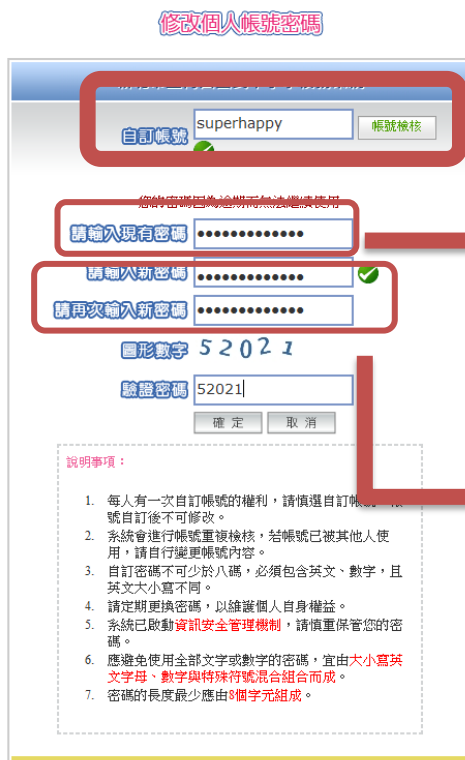 修改個人帳號密碼
自訂帳號 superhappy 帳號檢核
您的密碼因為逾期而無法繼續使用
請輸入現有密碼 •••••••••••••
請輸入新密碼 •••••••••••••
請再次輸入新密碼 •••••••••••••
圖形數字 52021
驗證密碼 52021
確定 取消
說明事項：
1. 每人有一次自訂帳號的權利，請慎選自訂帳
號自訂後不可修改。
2. 系統會進行帳號重複檢核，若帳號已被其他人使
用，請自行變更帳號內容。
3. 自訂密碼不可少於八碼，必須包含英文、數字，且
英文大小寫不同。
4. 請定期更換密碼，以維護個人自身權益。
5. 系統已啟動資訊安全管理機制，請慎重保管您的密
碼。
6. 應避免使用全部文字或數字的密碼，宜由大小寫英
文字母、數字與特殊符號混合組合而成。
7. 密碼的長度最少應由8個字元組成。